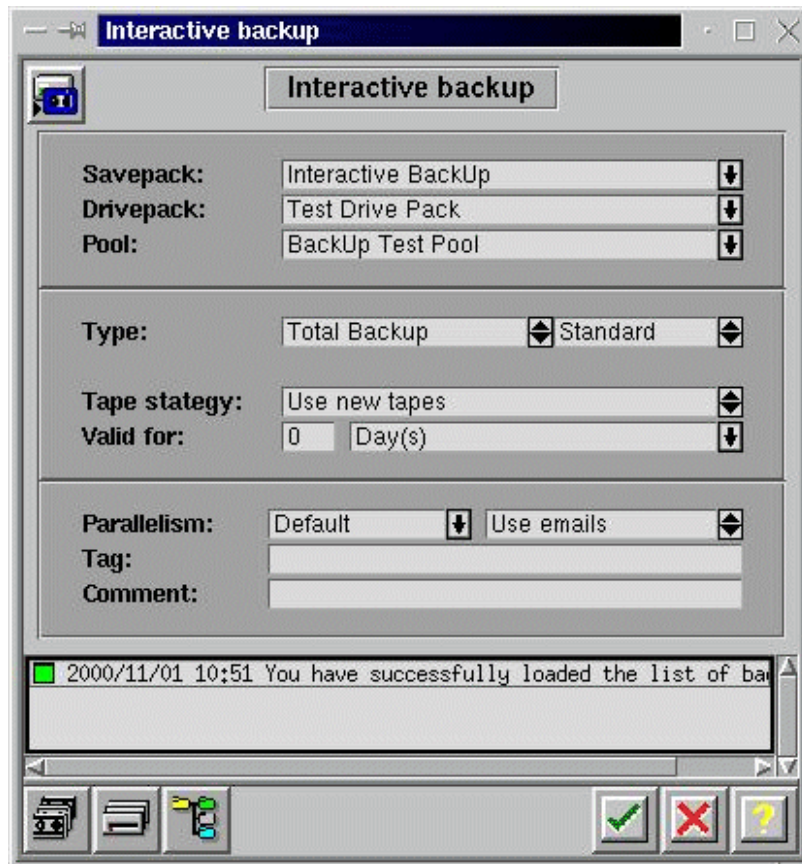 Interactive backup
Interactive backup
Savepack: Interactive BackUp
Drivepack: Test Drive Pack
Pool: BackUp Test Pool
Type: Total Backup Standard
Tape stategy: Use new tapes
Valid for: 0 Day(s)
Parallelism: Default Use emails
Tag:
Comment:
2000/11/01 10:51 You have successfully loaded the list of ba
?